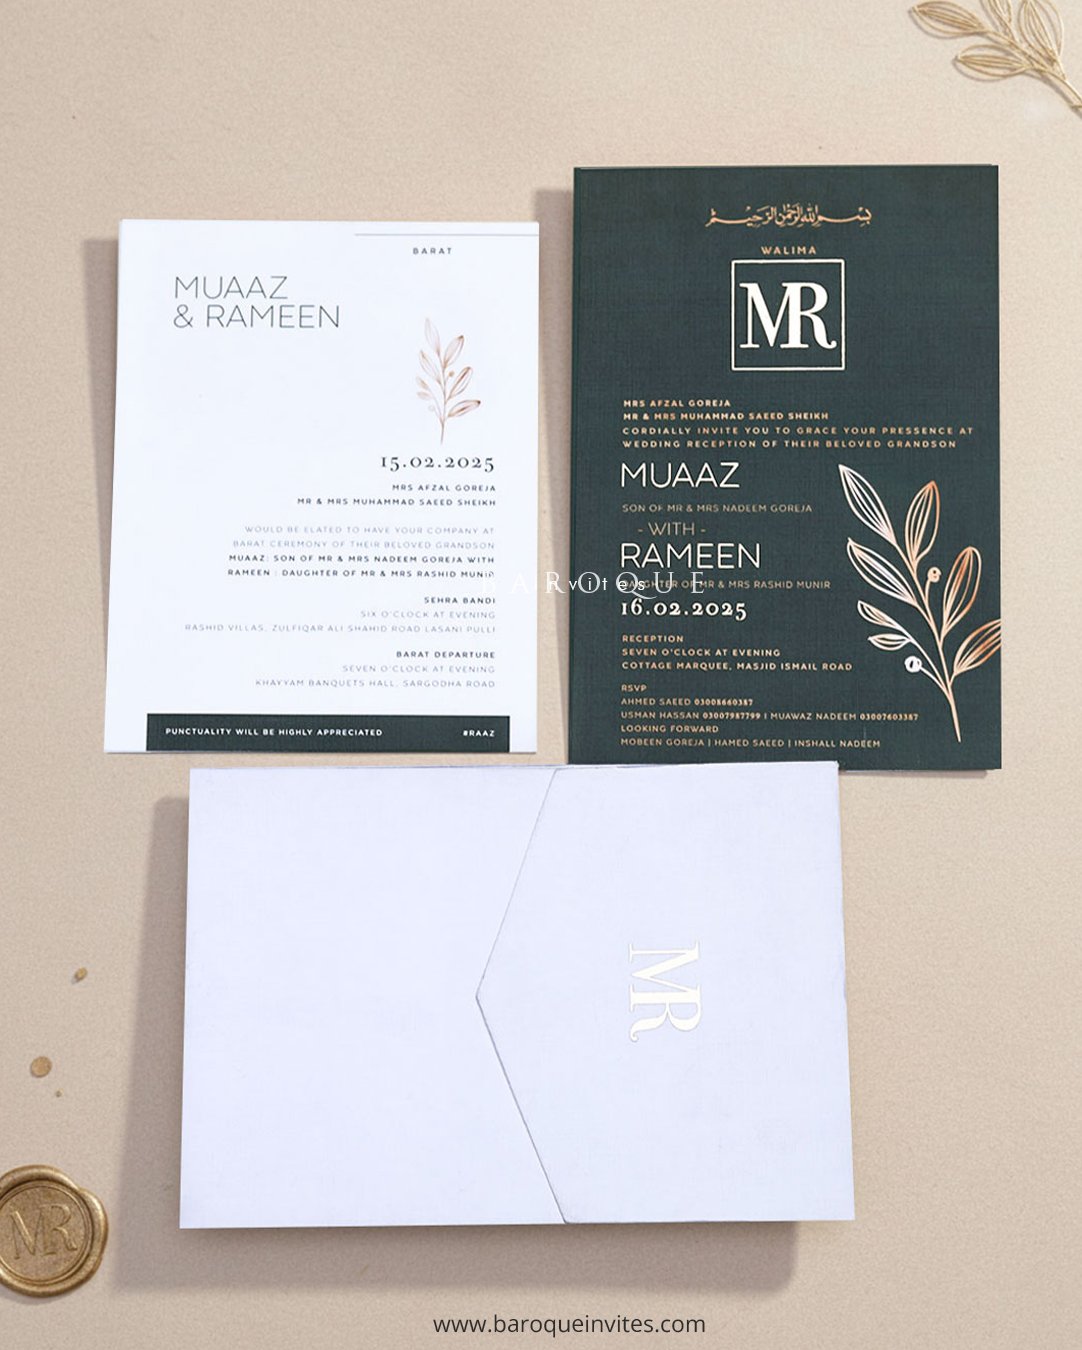 BARAT
MUAAZ
& RAMEEN
15.02.2025
MRS AFZAL GOREJA
MR & MRS MUHAMMAD SAEED SHEIKH
WOULD BE ELATED TO HAVE YOUR COMPANY AT
BARAT CEREMONY OF THEIR BELOVED GRANDSON
MUAAZ: SON OF MR & MRS NADEEM GOREJA WITH
RAMEEN : DAUGHTER OF MR & MRS RASHID MUNIR
SEHRA BANDI
SIX O'CLOCK AT EVENING
RASHID VILLAS, ZULFIQAR ALI SHAHID ROAD LASANI PULLI
BARAT DEPARTURE
SEVEN O'CLOCK AT EVENING
KHAYYAM BANQUETS HALL, SARGODHA ROAD
PUNCTUALITY WILL BE HIGHLY APPRECIATED #RAAZ
بسم الله الرحمن الرحيم
WALIMA
MR
MRS AFZAL GOREJA
MR & MRS MUHAMMAD SAEED SHEIKH
CORDIALLY INVITE YOU TO GRACE YOUR PRESSENCE AT
WEDDING RECEPTION OF THEIR BELOVED GRANDSON
MUAAZ
SON OF MR & MRS NADEEM GOREJA
- WITH -
RAMEEN
DAUGHTER OF MR & MRS RASHID MUNIR
16.02.2025
RECEPTION
SEVEN O'CLOCK AT EVENING
COTTAGE MARQUEE, MASJID ISMAIL ROAD
RSVP
AHMED SAEED 03008660387
USMAN HASSAN 03007987799 | MUAWAZ NADEEM 03007603387
LOOKING FORWARD
MOBEEN GOREJA | HAMED SAEED | INSHALL NADEEM
BAROQUE
invites
MR
MR
www.baroqueinvites.com